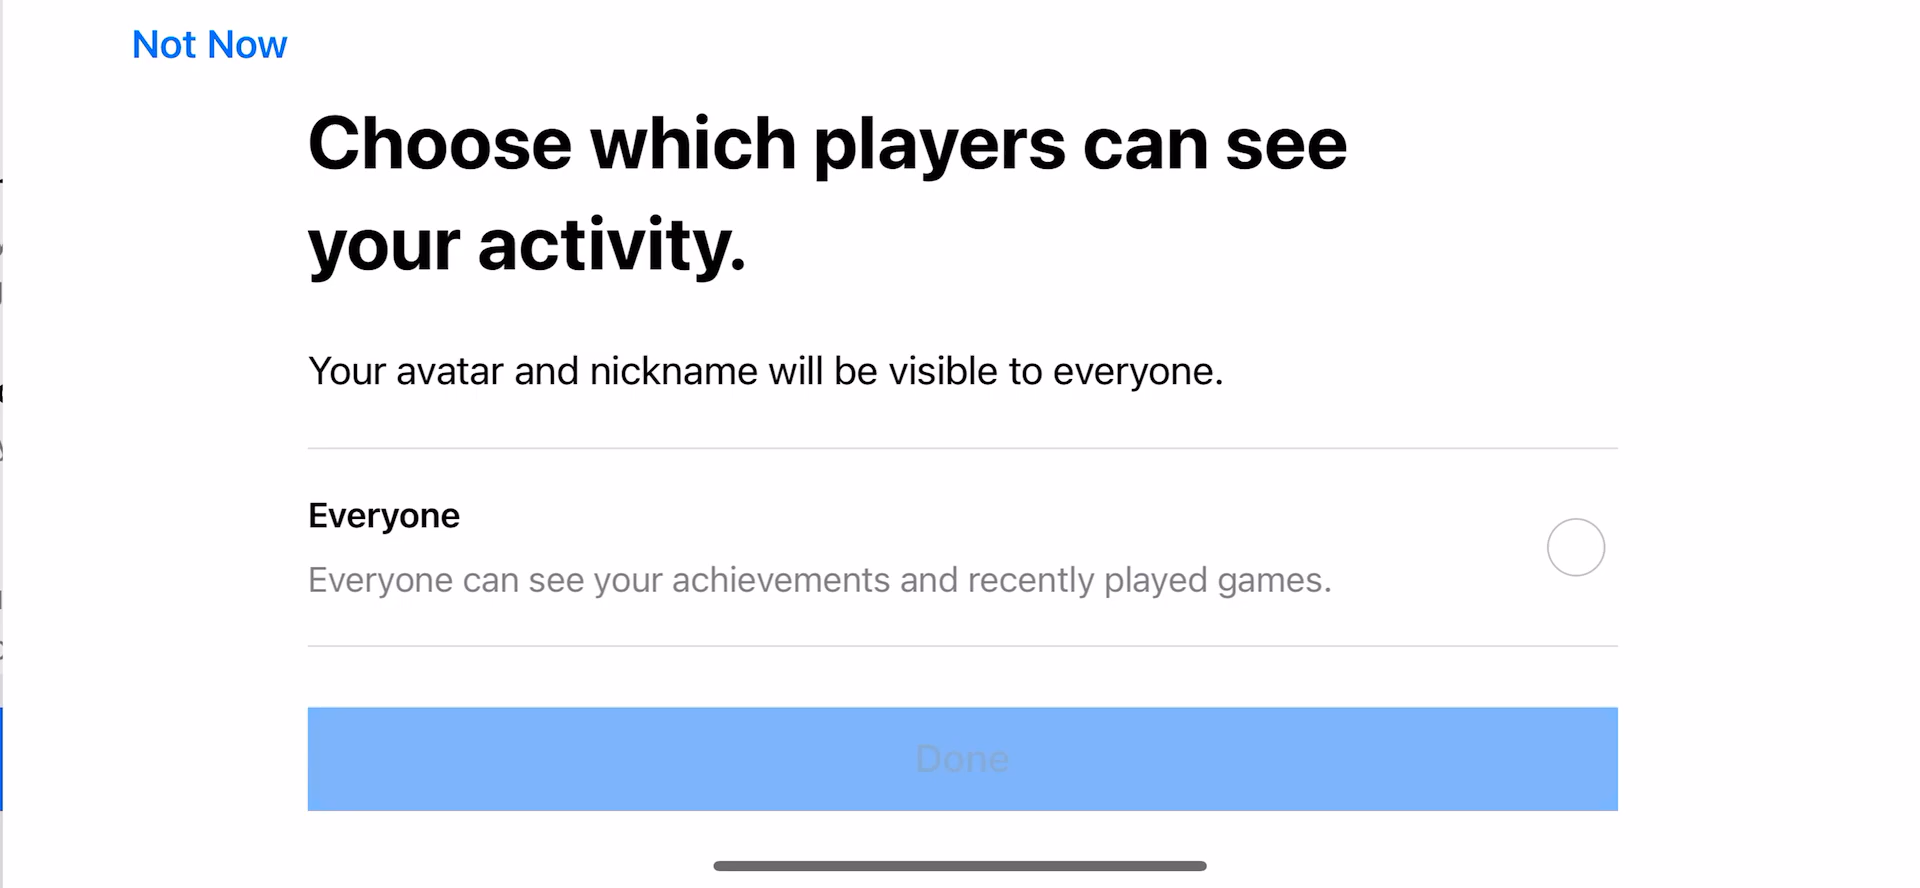 Not Now
Choose which players can see
your activity.
Your avatar and nickname will be visible to everyone.
Everyone
Everyone can see your achievements and recently played games.
Done